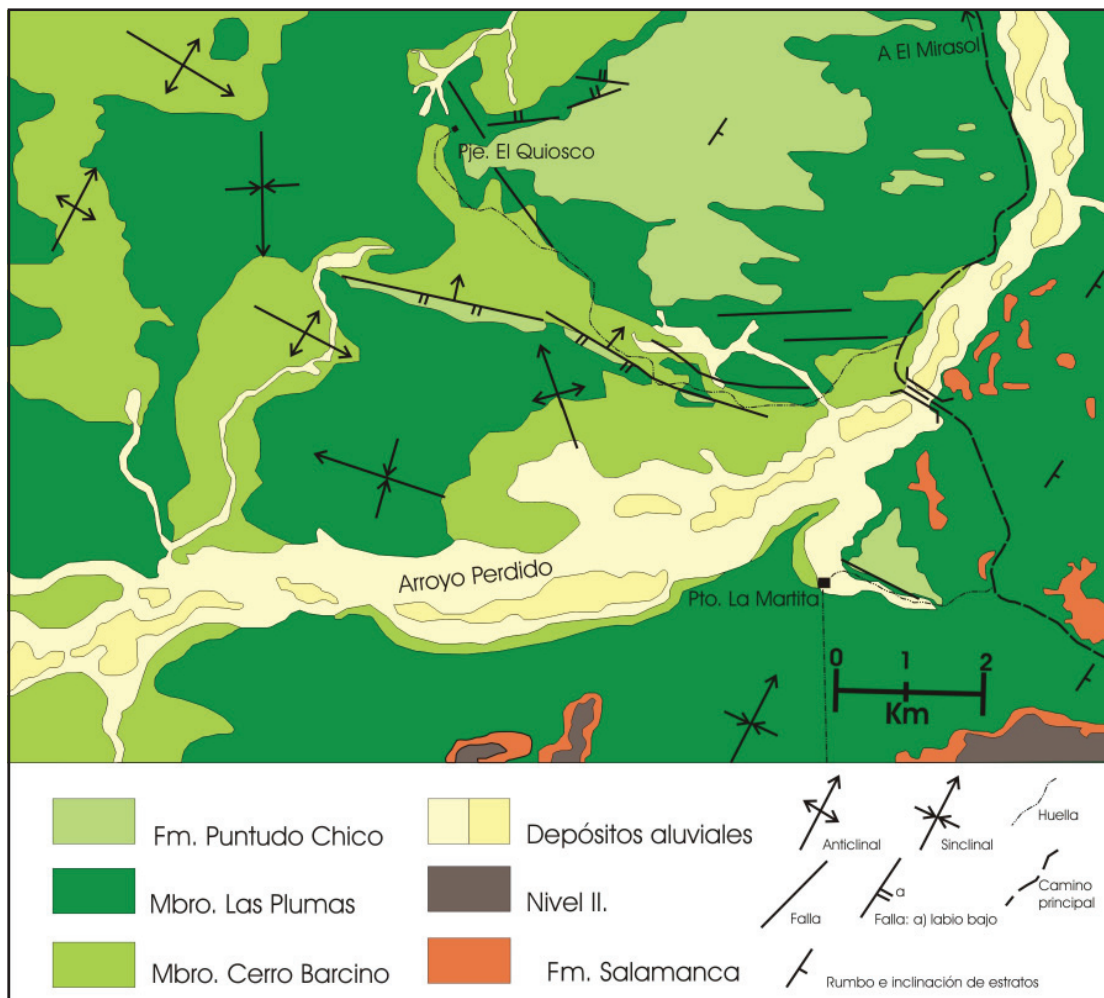 A El Mirasol
Pje. El Quiosco
Arroyo Perdido
Pto. La Martita
0 1 2
Km
Fm. Puntudo Chico
Mbro. Las Plumas
Mbro. Cerro Barcino
Depósitos aluviales
Nivel II.
Fm. Salamanca
Anticlinal
Sinclinal
Huella
Falla
a
Falla: a) labio bajo
Camino
principal
Rumbo e inclinación de estratos